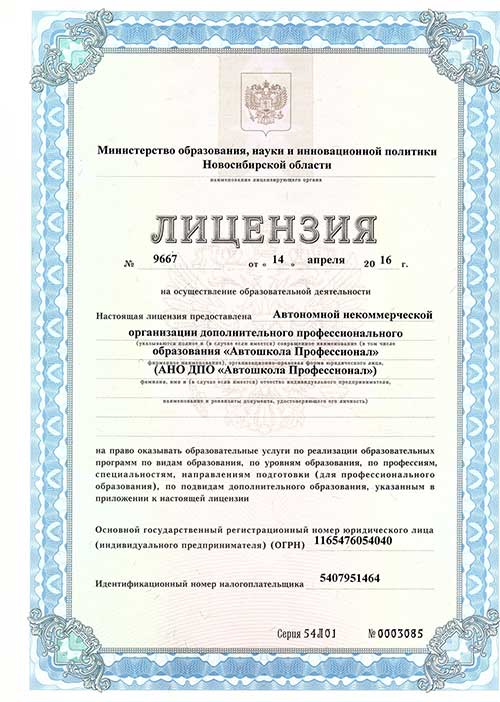 Министерство образования, науки и инновационной политики
Новосибирской области
наименование лицензирующего органа
ЛИЦЕНЗИЯ
№ 9667 от « 14 » апреля 20 16 г.
на осуществление образовательной деятельности
Настоящая лицензия предоставлена Автономной некоммерческой
организации дополнительного профессионального
(указываются полное и (в случае если имеется) сокращенное наименование (в том числе
образования «Автошкола Профессионал»
фирменное наименование), организационно-правовая форма юридического лица,
(АНО ДПО «Автошкола Профессионал»)
фамилия, имя и (в случае если имеется) отчество индивидуального предпринимателя,
наименование и реквизиты документа, удостоверяющего его личность)
на право оказывать образовательные услуги по реализации образовательных
программ по видам образования, по уровням образования, по профессиям,
специальностям, направлениям подготовки (для профессионального
образования), по подвидам дополнительного образования, указанным в
приложении к настоящей лицензии
Основной государственный регистрационный номер юридического лица
(индивидуального предпринимателя) (ОГРН) 1165476054040
Идентификационный номер налогоплательщика 5407951464
Серия 54Л01 № 0003085